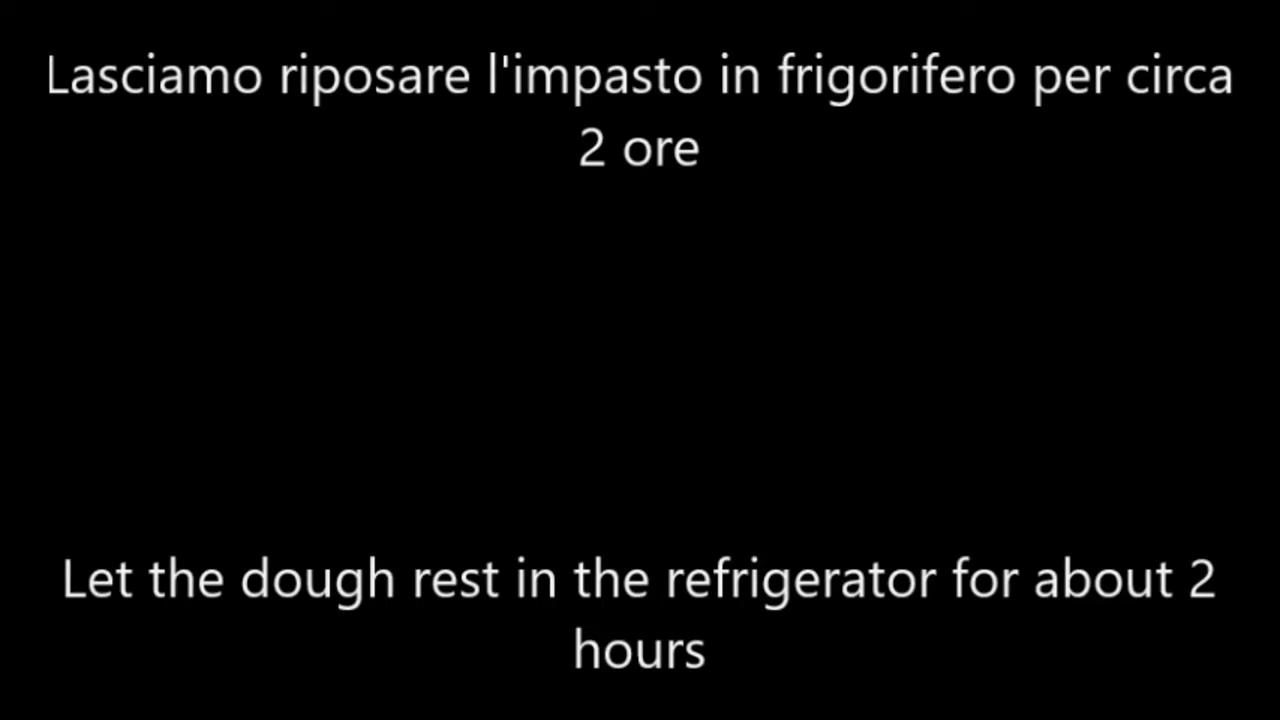 Lasciamo riposare l'impasto in frigorifero per circa
2 ore
Let the dough rest in the refrigerator for about 2
hours